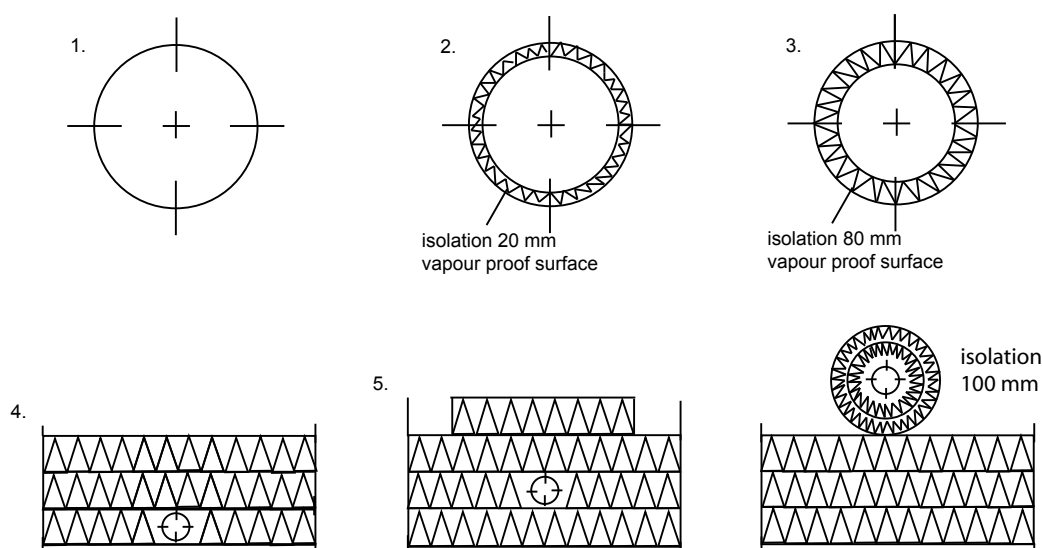 1.
2.
3.
isolation 20 mm
vapour proof surface
isolation 80 mm
vapour proof surface
4.
5.
isolation
100 mm